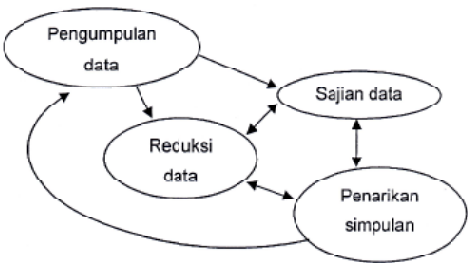 Pengumpulan
data
Sajian data
Recuksi
data
Penarikan
simpulan